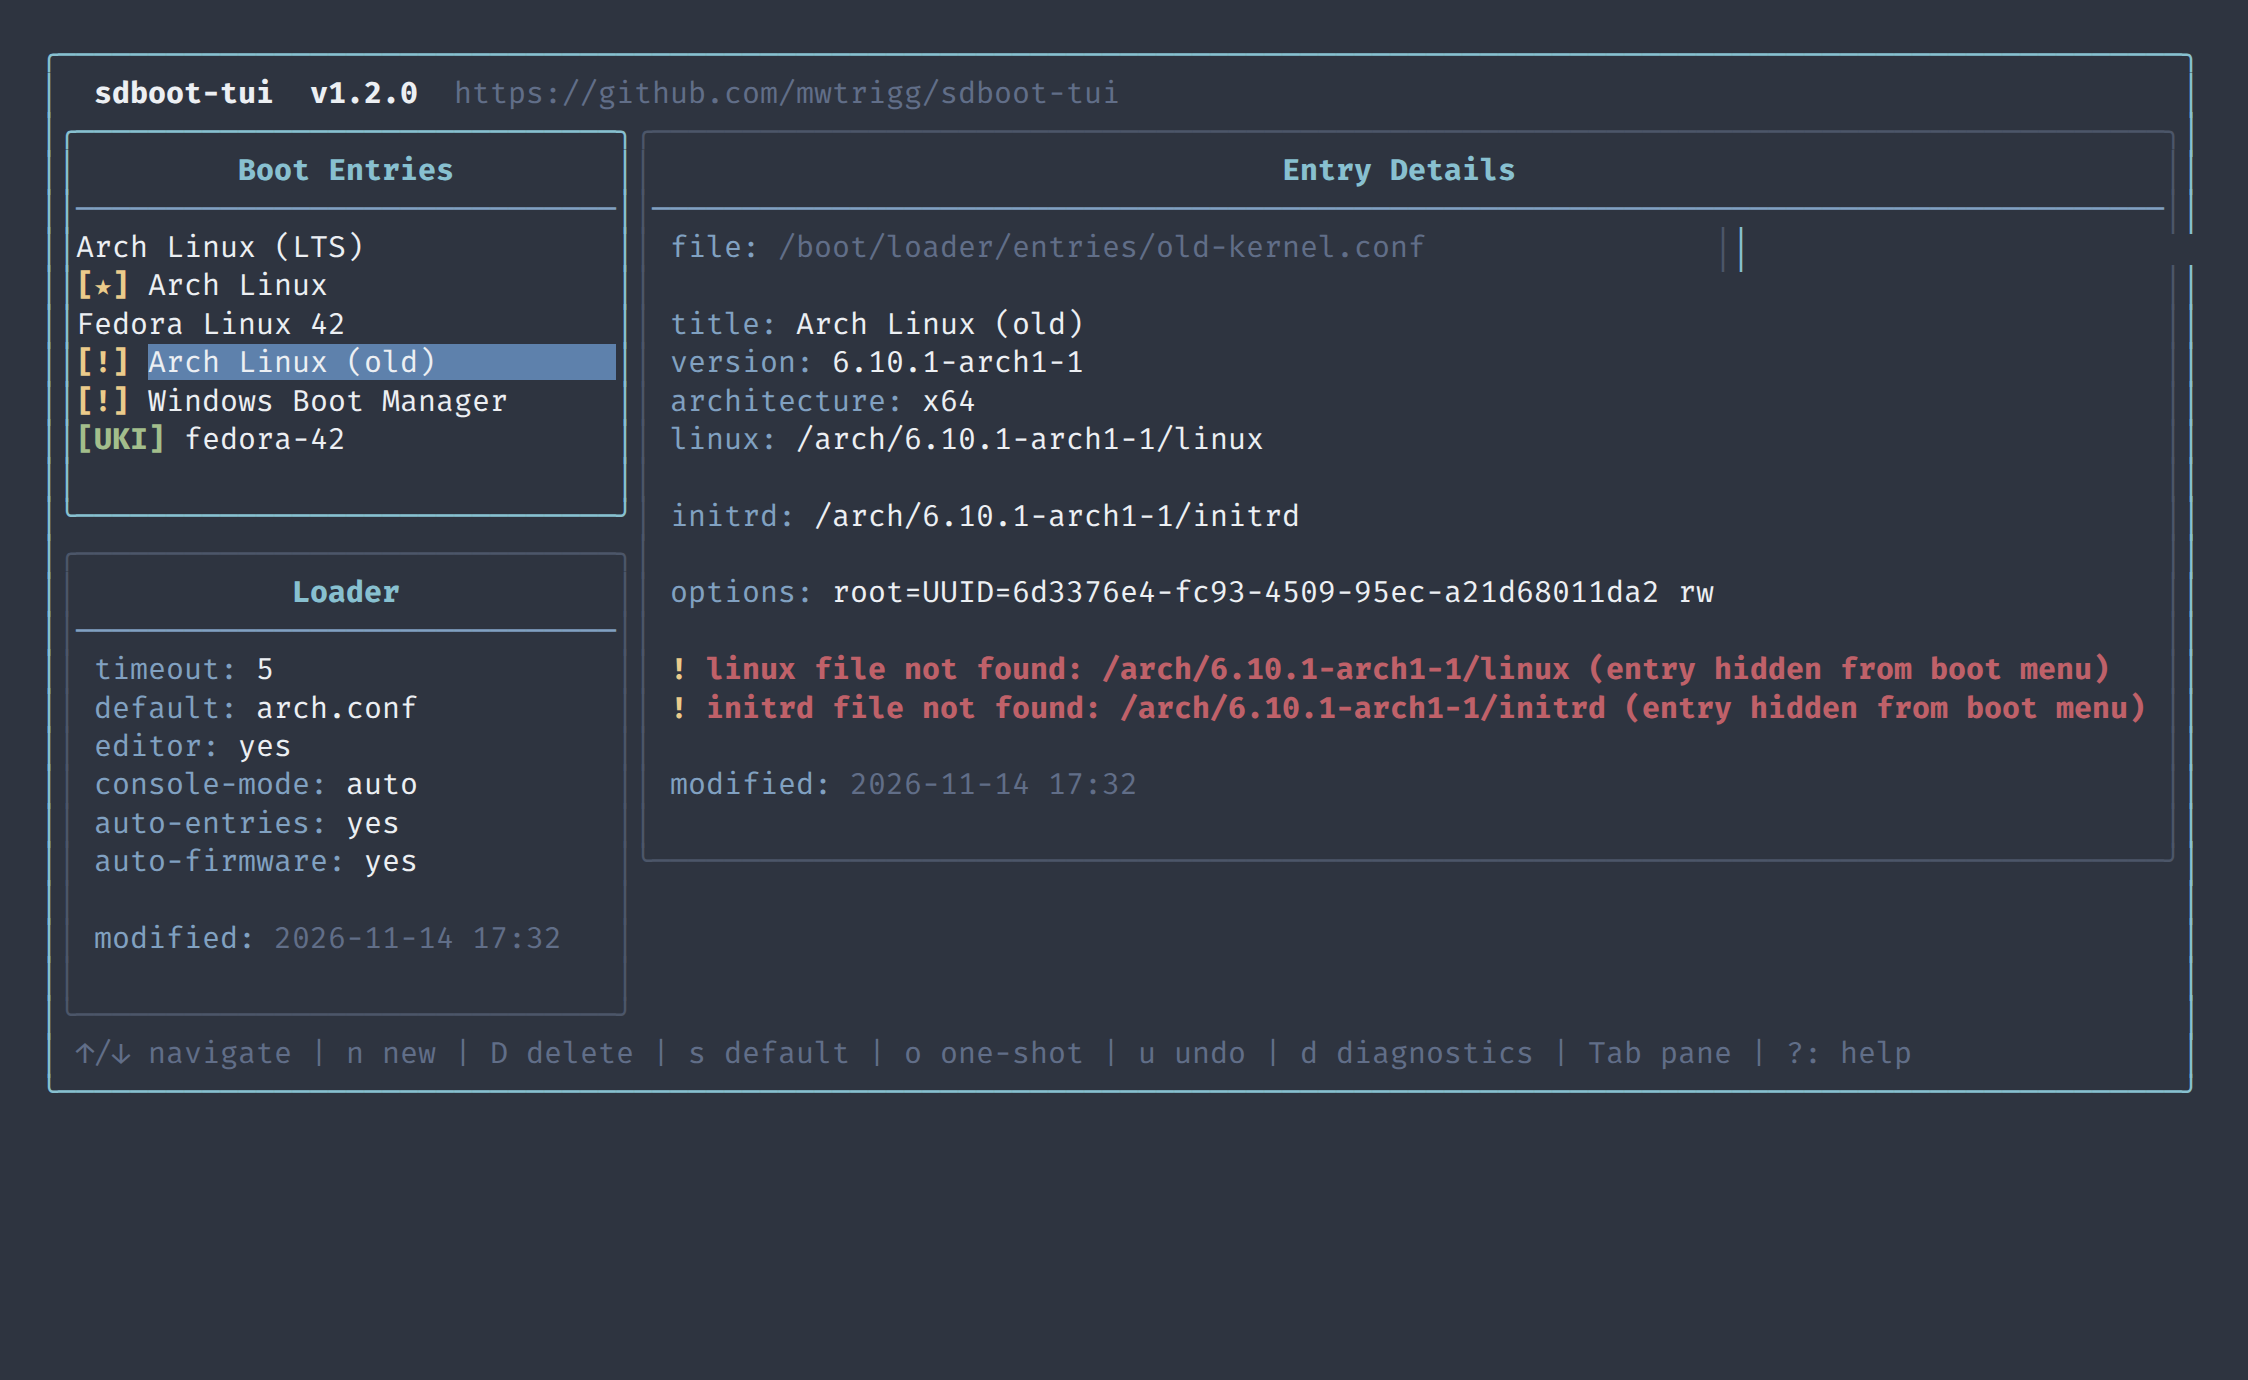 sdboot-tui v1.2.0 https://github.com/mwtrigg/sdboot-tui
Boot Entries
Arch Linux (LTS)
[★] Arch Linux
Fedora Linux 42
[!] Arch Linux (old)
[!] Windows Boot Manager
[UKI] fedora-42
Loader
timeout: 5
default: arch.conf
editor: yes
console-mode: auto
auto-entries: yes
auto-firmware: yes
modified: 2026-11-14 17:32
Entry Details
file: /boot/loader/entries/old-kernel.conf
title: Arch Linux (old)
version: 6.10.1-arch1-1
architecture: x64
linux: /arch/6.10.1-arch1-1/linux
initrd: /arch/6.10.1-arch1-1/initrd
options: root=UUID=6d3376e4-fc93-4509-95ec-a21d68011da2 rw
! linux file not found: /arch/6.10.1-arch1-1/linux (entry hidden from boot menu)
! initrd file not found: /arch/6.10.1-arch1-1/initrd (entry hidden from boot menu)
modified: 2026-11-14 17:32
↑/↓ navigate | n new | D delete | s default | o one-shot | u undo | d diagnostics | Tab pane | ?: help